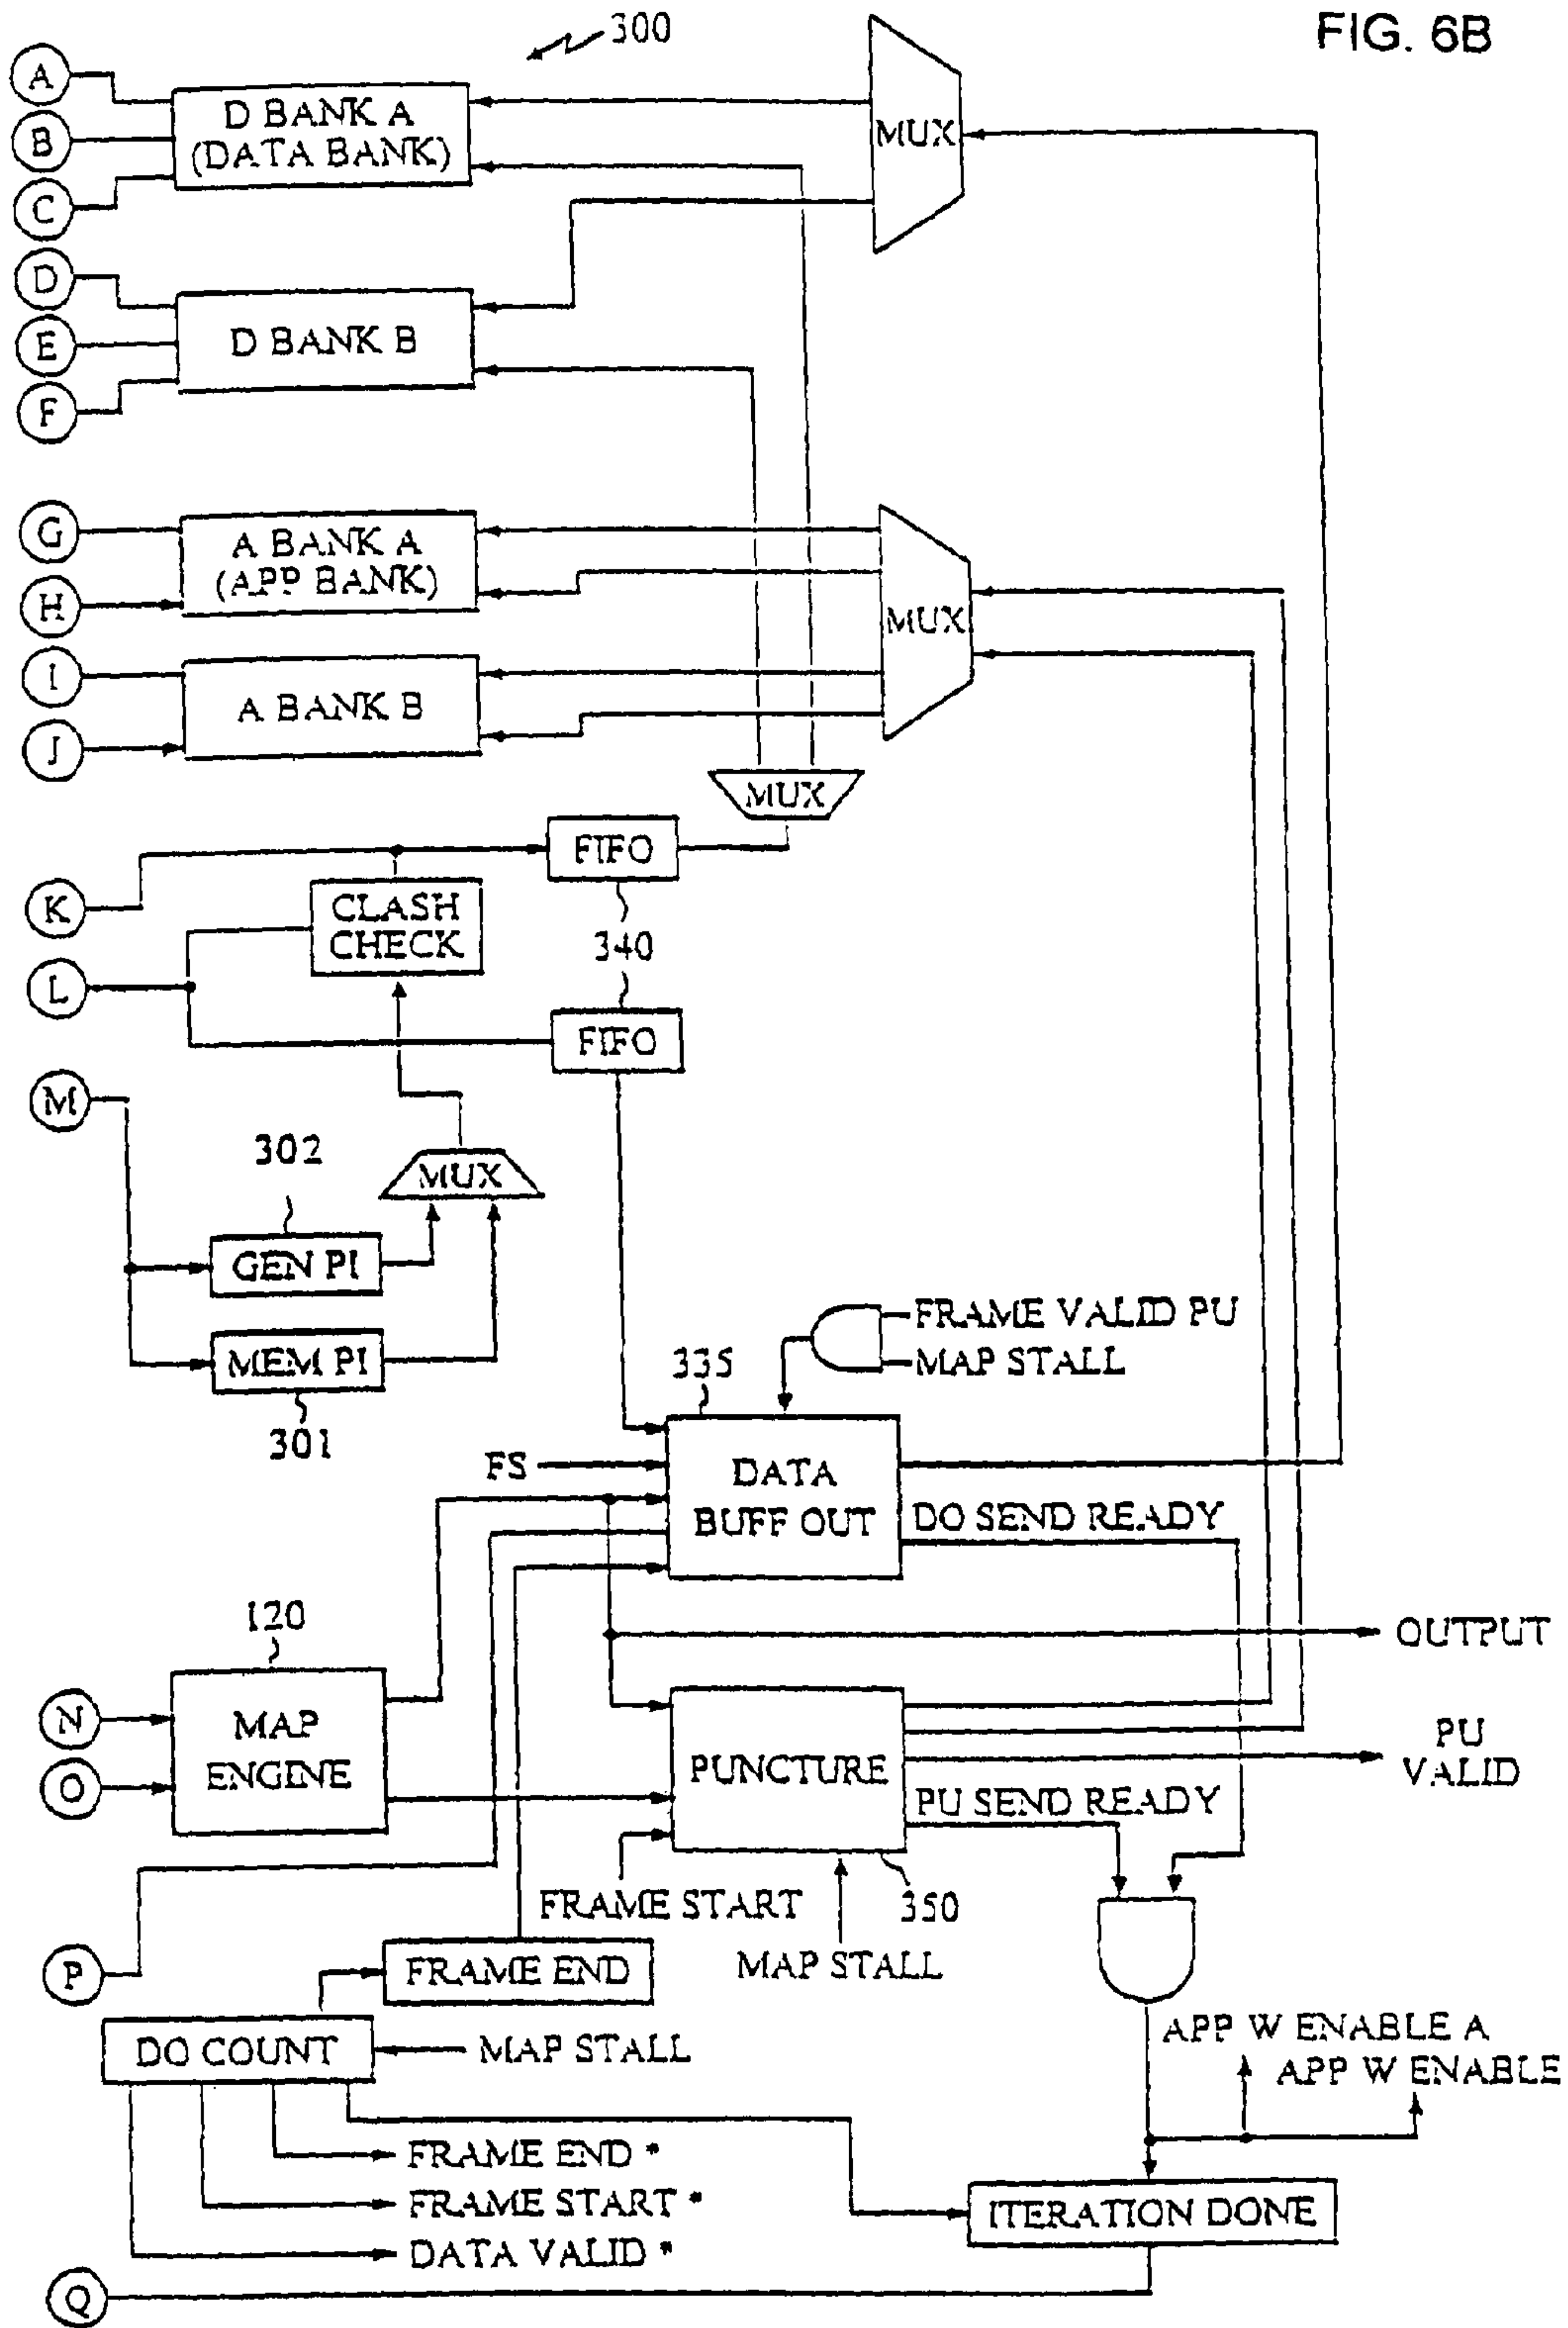 FIG. 6B
300
A
B
C
D BANK A
(DATA BANK)
MUX
D
E
F
D BANK B
G
H
A BANK A
(APP BANK)
MUX
I
J
A BANK B
MUX
K
FIFO
CLASH
CHECK
340
L
FIFO
M
302
MUX
GEN PI
MEM PI
301
FRAME VALID PU
MAP STALL
335
FS
DATA
BUFF OUT
DO SEND READY
120
OUTPUT
N
O
MAP
ENGINE
PUNCTURE
PU
VALID
PU SEND READY
FRAME START
350
MAP STALL
P
FRAME END
DO COUNT
MAP STALL
APP W ENABLE A
APP W ENABLE
FRAME END *
FRAME START *
DATA VALID *
ITERATION DONE
Q